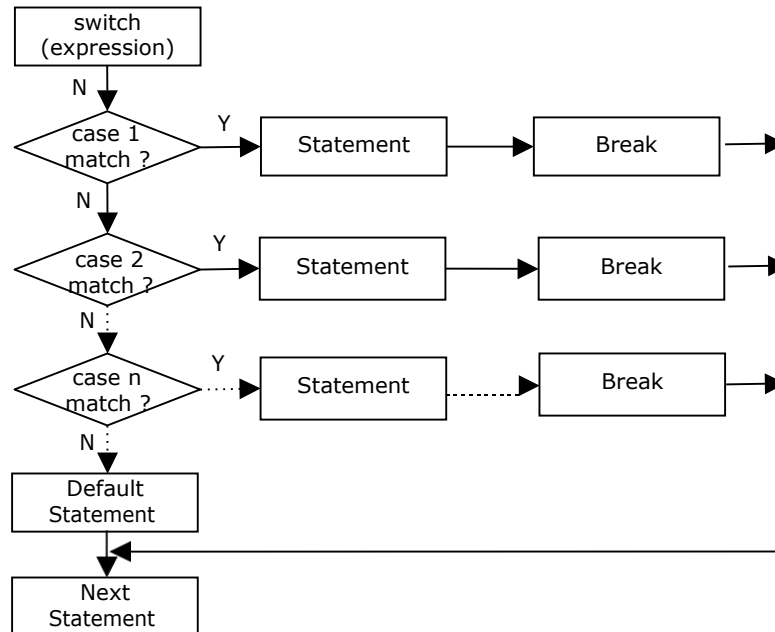 switch
(expression)
N
case 1
match ?
Y
Statement
Break
N
case 2
match ?
Y
Statement
Break
N
case n
match ?
Y
Statement
Break
N
Default
Statement
Next
Statement